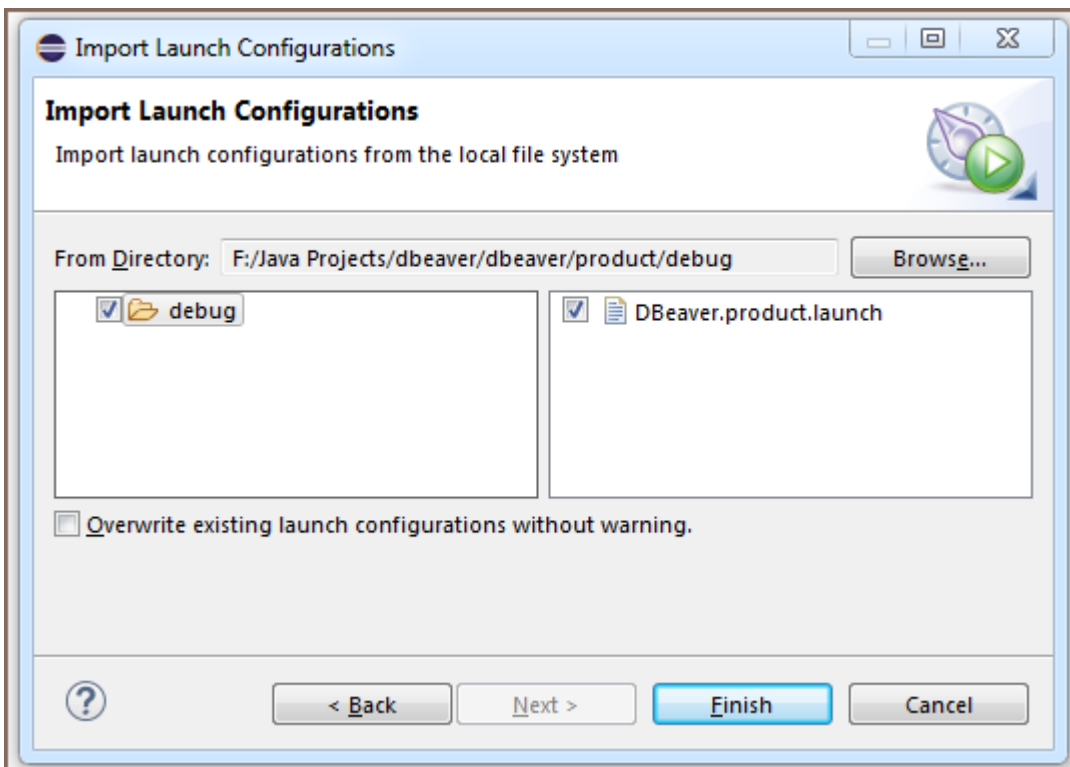 Import Launch Configurations
Import Launch Configurations
Import launch configurations from the local file system
From Directory: F:/Java Projects/dbeaver/dbeaver/product/debug Browse...
debug DBeaver.product.launch
Overwrite existing launch configurations without warning.
? < Back Next > Finish Cancel